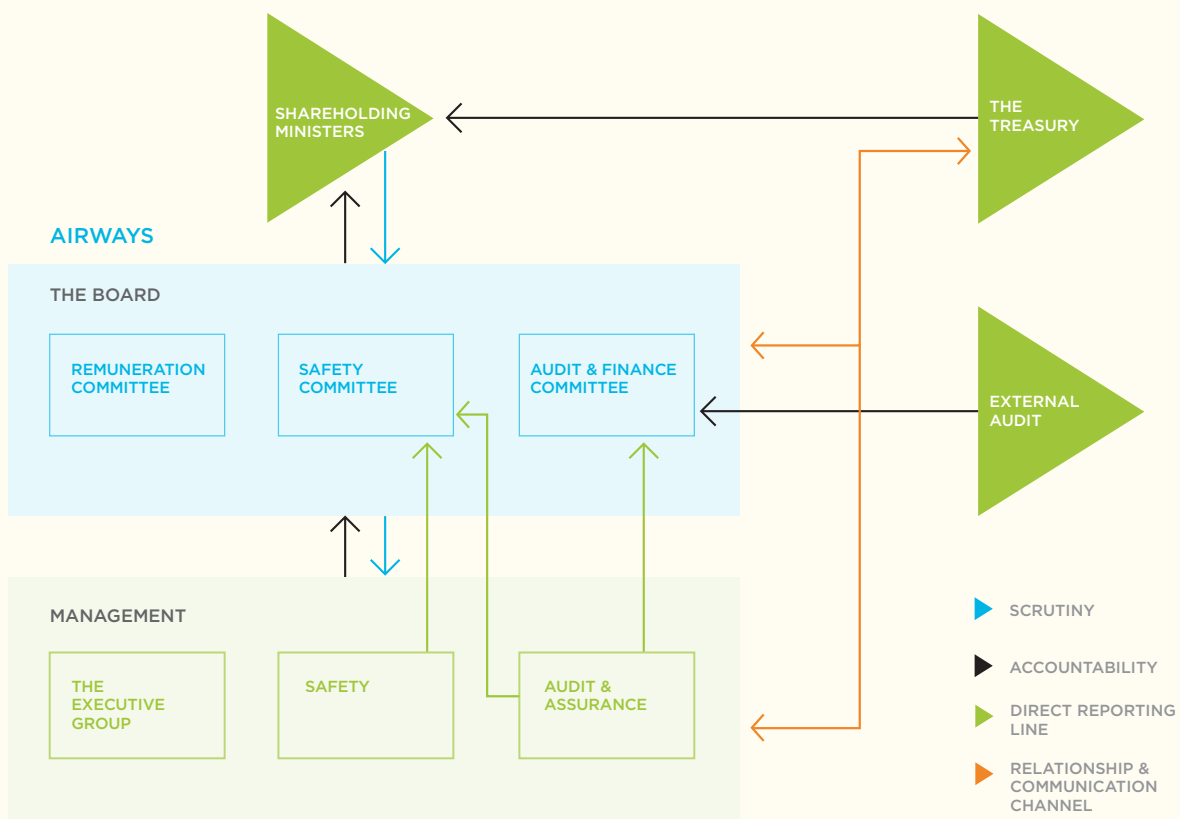 SHAREHOLDING
MINISTERS
THE
TREASURY
AIRWAYS
THE BOARD
REMUNERATION
COMMITTEE
SAFETY
COMMITTEE
AUDIT & FINANCE
COMMITTEE
EXTERNAL
AUDIT
MANAGEMENT
THE
EXECUTIVE
GROUP
SAFETY
AUDIT &
ASSURANCE
SCRUTINY
ACCOUNTABILITY
DIRECT REPORTING
LINE
RELATIONSHIP &
COMMUNICATION
CHANNEL